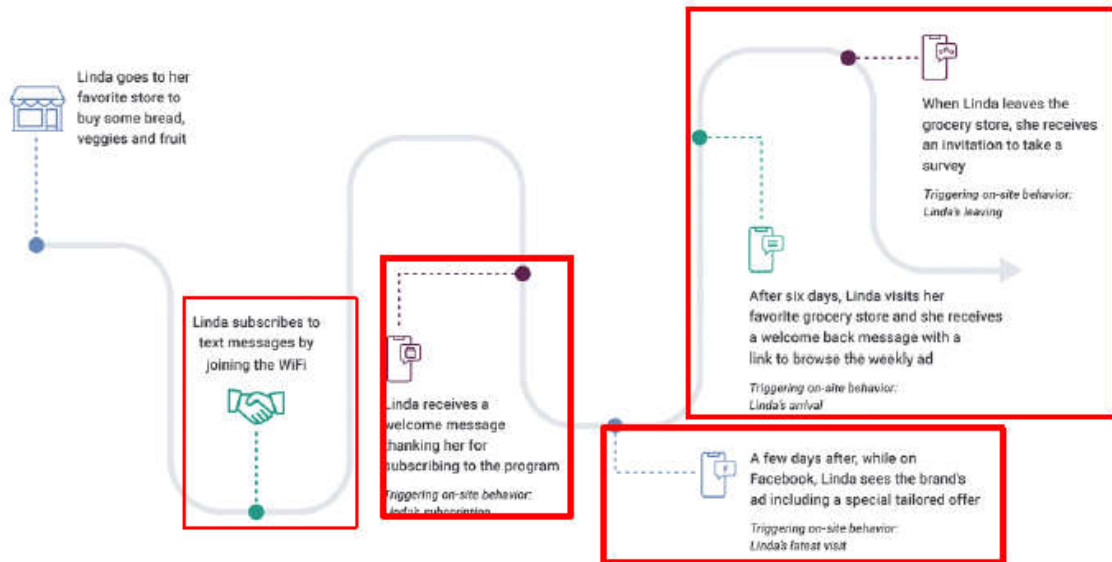 Linda goes to her
favorite store to
buy some bread,
veggies and fruit
Linda subscribes to
text messages by
joining the WiFi
Linda receives a
welcome message
thanking her for
subscribing to the program
Triggering on-site behavior:
Linda's subscription
A few days after, while on
Facebook, Linda sees the brand's
ad including a special tailored offer
Triggering on-site behavior:
Linda's latest visit
After six days, Linda visits her
favorite grocery store and she receives
a welcome back message with a
link to browse the weekly ad
Triggering on-site behavior:
Linda's arrival
When Linda leaves the
grocery store, she receives
an invitation to take a
survey
Triggering on-site behavior:
Linda's leaving